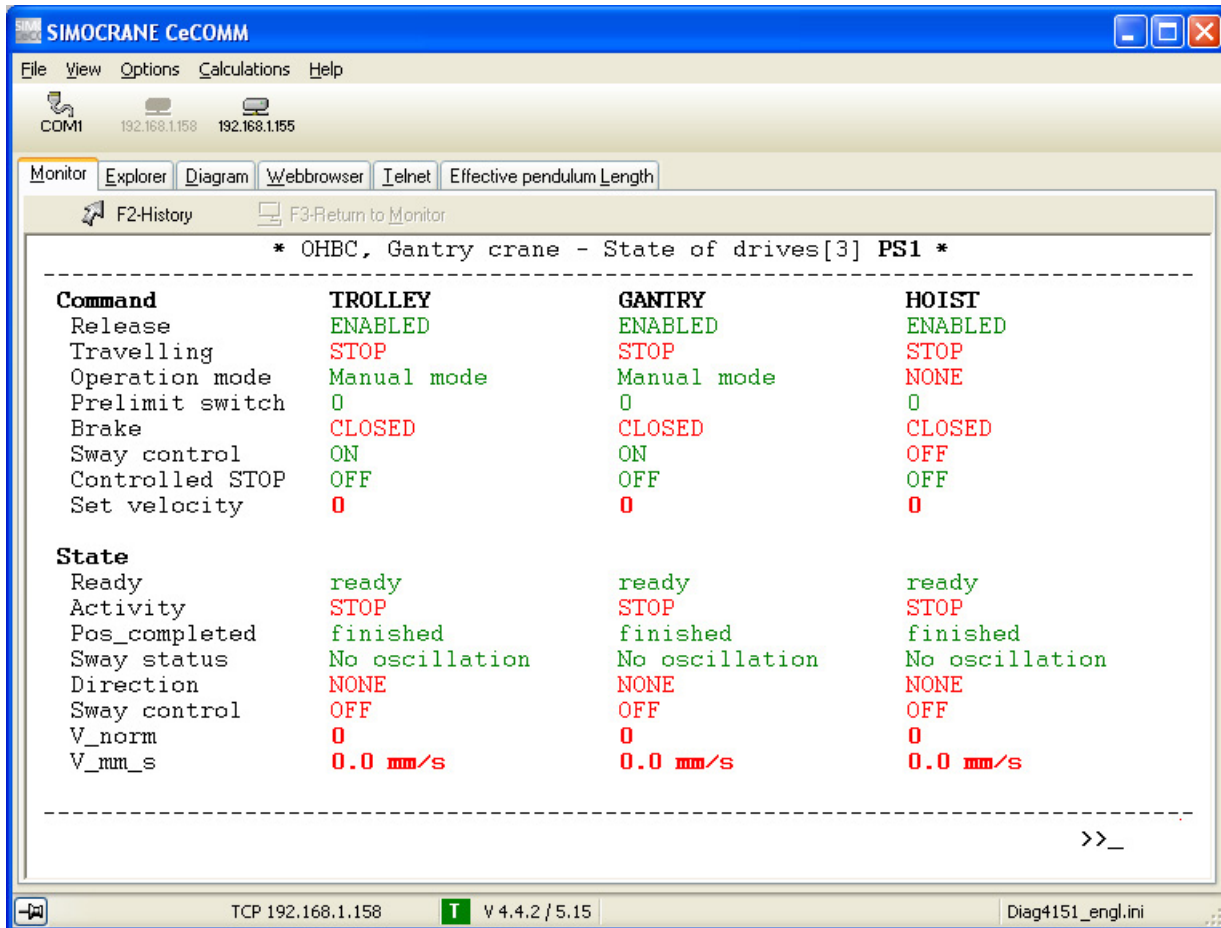 SIMOCRANE CeCOMM
File View Options Calculations Help
COM1 192.168.1.158 192.168.1.155
Monitor Explorer Diagram Webbrowser Telnet Effective pendulum Length
F2-History F3-Return to Monitor
* OHBC, Gantry crane - State of drives[3] PS1 *
Command TROLLEY GANTRY HOIST
Release ENABLED ENABLED ENABLED
Travelling STOP STOP STOP
Operation mode Manual mode Manual mode NONE
Prelimit switch 0 0 0
Brake CLOSED CLOSED CLOSED
Sway control ON ON OFF
Controlled STOP OFF OFF OFF
Set velocity 0 0 0
State
Ready ready ready ready
Activity STOP STOP STOP
Pos_completed finished finished finished
Sway status No oscillation No oscillation No oscillation
Direction NONE NONE NONE
Sway control OFF OFF OFF
V_norm 0 0 0
V_mm_s 0.0 mm/s 0.0 mm/s 0.0 mm/s
>>_
TCP 192.168.1.158 T V 4.4.2 / 5.15 Diag4151_engl.ini